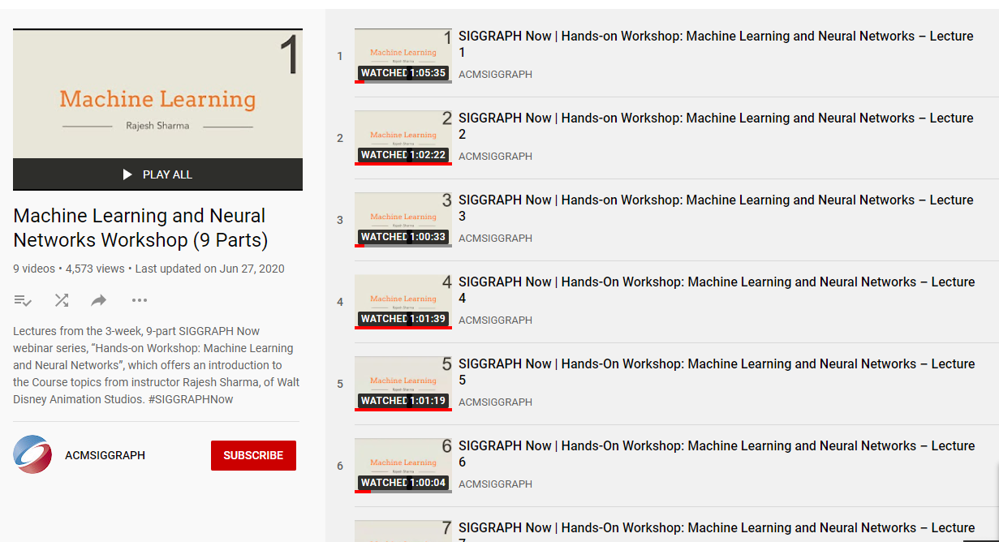 1
Machine Learning
Rajesh Sharma
PLAY ALL
Machine Learning and Neural
Networks Workshop (9 Parts)
9 videos • 4,573 views • Last updated on Jun 27, 2020
Lectures from the 3-week, 9-part SIGGRAPH Now
webinar series, “Hands-on Workshop: Machine Learning
and Neural Networks”, which offers an introduction to
the Course topics from instructor Rajesh Sharma, of Walt
Disney Animation Studios. #SIGGRAPHNow
ACMSIGGRAPH
SUBSCRIBE
1
1
Machine Learning
Rajesh Sharma
WATCHED 1:05:35
SIGGRAPH Now | Hands-on Workshop: Machine Learning and Neural Networks – Lecture
1
ACMSIGGRAPH
2
2
Machine Learning
Rajesh Sharma
WATCHED 1:02:22
SIGGRAPH Now | Hands-on Workshop: Machine Learning and Neural Networks – Lecture
2
ACMSIGGRAPH
3
3
Machine Learning
Rajesh Sharma
WATCHED 1:00:33
SIGGRAPH Now | Hands-on Workshop: Machine Learning and Neural Networks – Lecture
3
ACMSIGGRAPH
4
4
Machine Learning
Rajesh Sharma
WATCHED 1:01:39
SIGGRAPH Now | Hands-On Workshop: Machine Learning and Neural Networks – Lecture
4
ACMSIGGRAPH
5
5
Machine Learning
Rajesh Sharma
WATCHED 1:01:19
SIGGRAPH Now | Hands-On Workshop: Machine Learning and Neural Networks – Lecture
5
ACMSIGGRAPH
6
6
Machine Learning
Rajesh Sharma
WATCHED 1:00:04
SIGGRAPH Now | Hands-On Workshop: Machine Learning and Neural Networks – Lecture
6
ACMSIGGRAPH
7
SIGGRAPH Now | Hands-On Workshop: Machine Learning and Neural Networks – Lecture